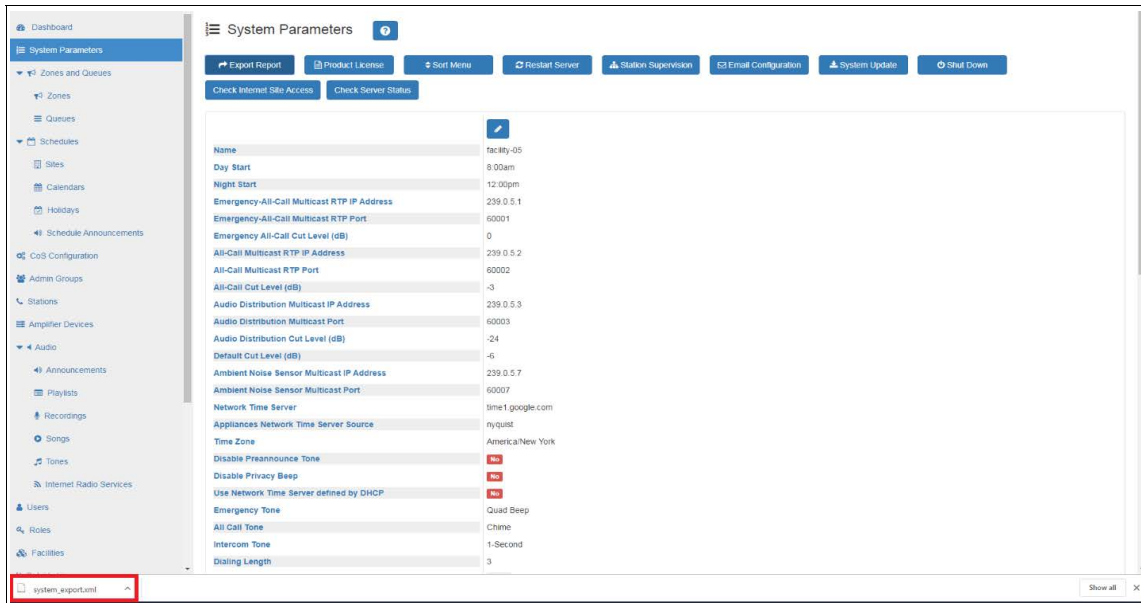 Dashboard
System Parameters
Zones and Queues
Zones
Queues
Schedules
Sites
Calendars
Holidays
Schedule Announcements
CoS Configuration
Admin Groups
Stations
Amplifier Devices
Audio
Announcements
Playlists
Recordings
Songs
Tones
Internet Radio Services
Users
Roles
Facilities
System Parameters
Export Report Product License Sort Menu Restart Server Station Supervision Email Configuration System Update Shut Down
Check Internet Site Access Check Server Status
Name facility-05
Day Start 8:00am
Night Start 12:00pm
Emergency-All-Call Multicast RTP IP Address 239.0.5.1
Emergency-All-Call Multicast RTP Port 60001
Emergency All-Call Cut Level (dB) 0
All-Call Multicast RTP IP Address 239.0.5.2
All-Call Multicast RTP Port 60002
All-Call Cut Level (dB) -3
Audio Distribution Multicast IP Address 239.0.5.3
Audio Distribution Multicast Port 60003
Audio Distribution Cut Level (dB) -24
Default Cut Level (dB) -6
Ambient Noise Sensor Multicast IP Address 239.0.5.7
Ambient Noise Sensor Multicast Port 60007
Network Time Server time1.google.com
Appliances Network Time Server Source nyquist
Time Zone America/New York
Disable Preannounce Tone No
Disable Privacy Beep No
Use Network Time Server defined by DHCP No
Emergency Tone Quad Beep
All Call Tone Chime
Intercom Tone 1-Second
Dialing Length 3
system_export.xml
Show all